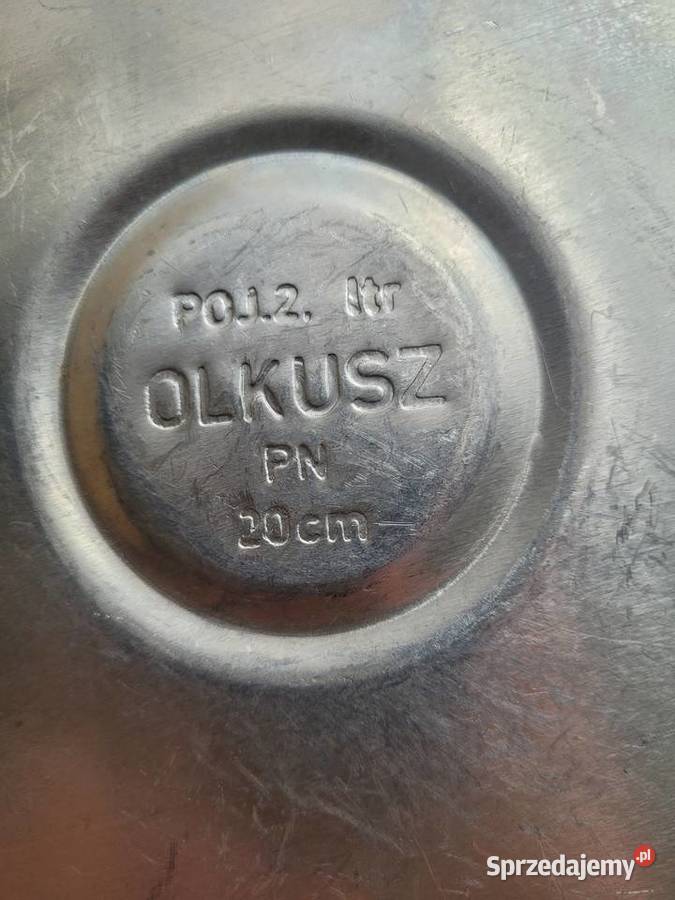 POJ.2. ltr
OLKUSZ
PN
20cm
Sprzedajemy.pl